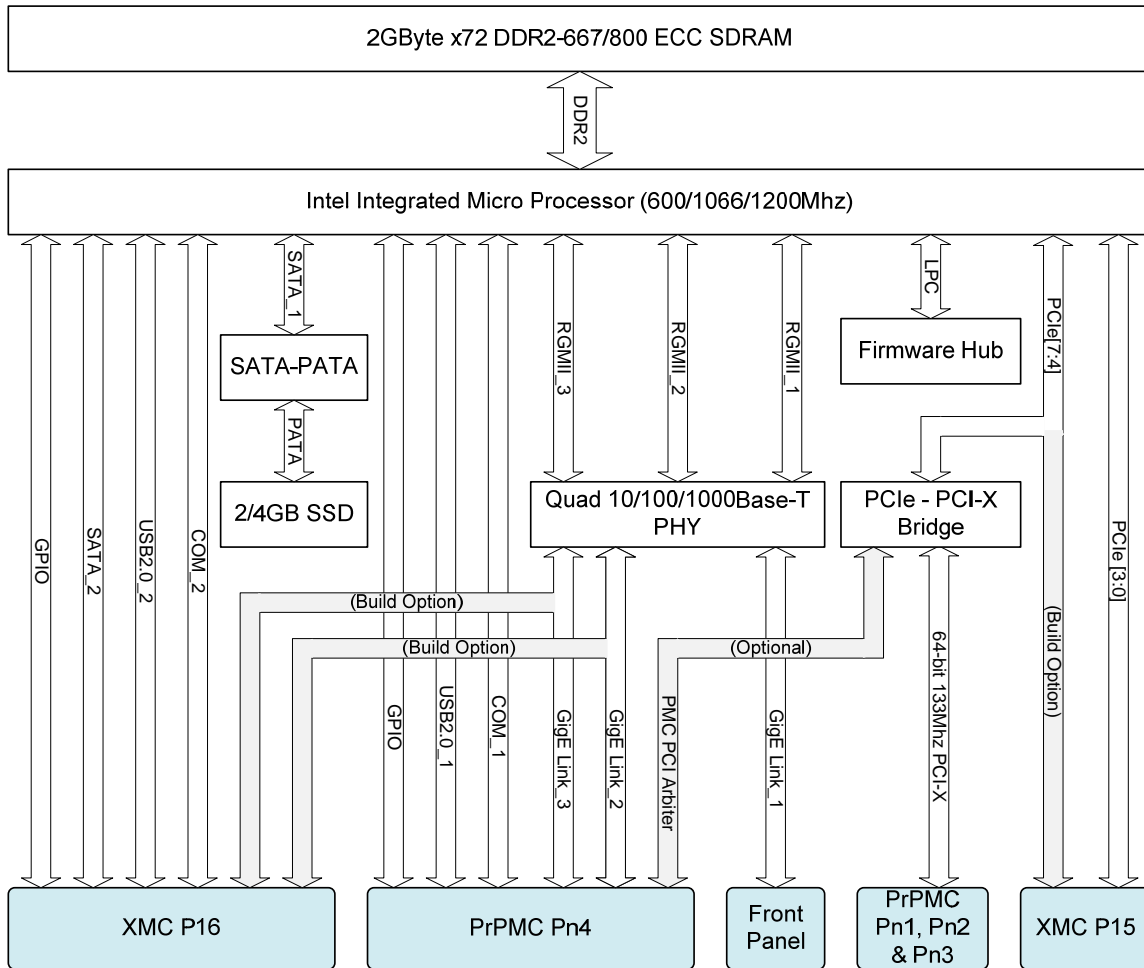 2GByte x72 DDR2-667/800 ECC SDRAM
DDR2
Intel Integrated Micro Processor (600/1066/1200Mhz)
SATA_1
LPC
PCIe[7:4]
RGMII_3
RGMII_2
RGMII_1
SATA-PATA
Firmware Hub
PATA
2/4GB SSD
Quad 10/100/1000Base-T
PHY
PCIe - PCI-X
Bridge
GPIO
SATA_2
USB2.0_2
COM_2
PCIe [3:0]
(Build Option)
(Build Option)
(Optional)
(Build Option)
GPIO
USB2.0_1
COM_1
GigE Link_3
GigE Link_2
PMC PCI Arbiter
GigE Link_1
64-bit 133Mhz PCI-X
XMC P16
PrPMC Pn4
Front
Panel
PrPMC
Pn1, Pn2
& Pn3
XMC P15